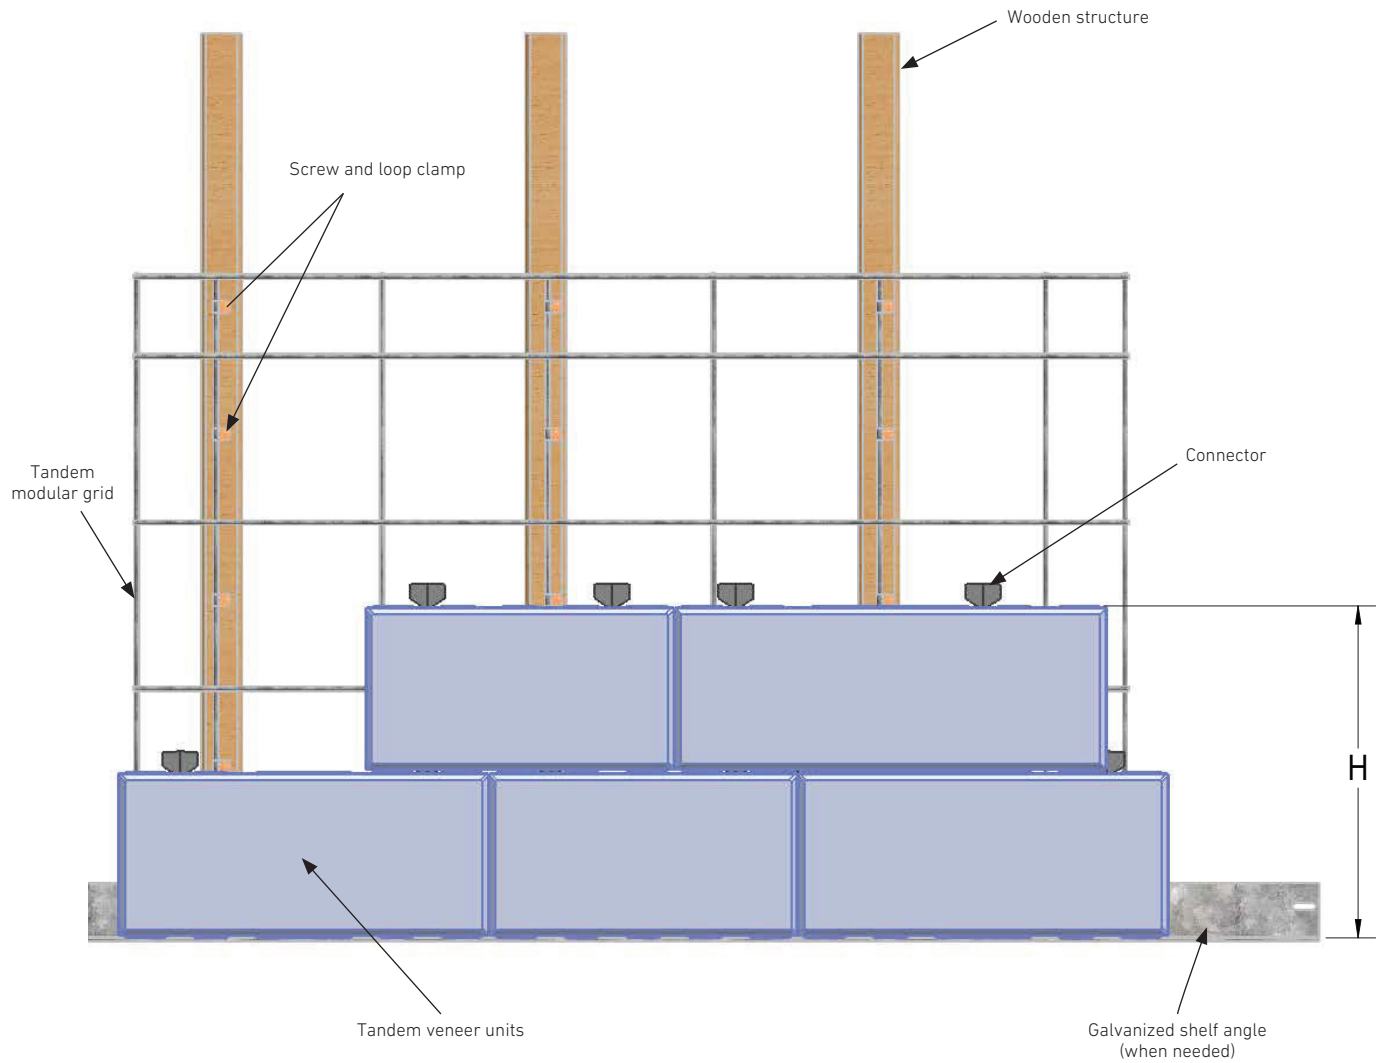 Wooden structure
Screw and loop clamp
Connector
Tandem
modular grid
H
Tandem veneer units
Galvanized shelf angle
(when needed)